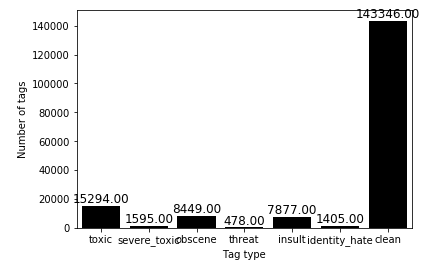 143346.00
140000
120000
100000
80000
60000
40000
20000
0
Number of tags
15294.00
1595.00
8449.00
478.00
7877.00
1405.00
toxic
severe_toxic
obscene
threat
insult
identity_hate
clean
Tag type